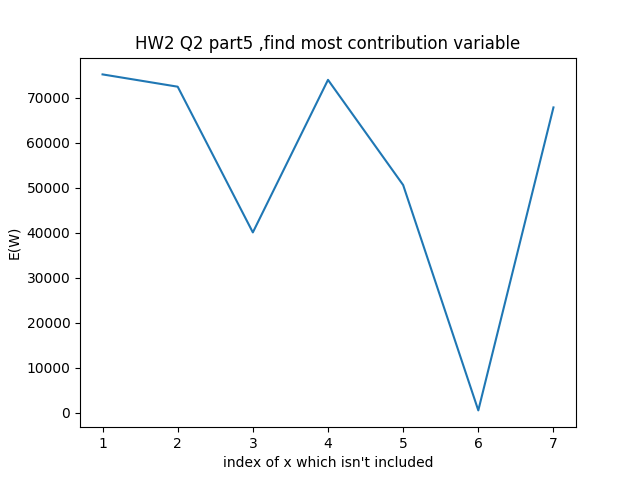 HW2 Q2 part5 ,find most contribution variable
E(W)
70000
60000
50000
40000
30000
20000
10000
0
1 2 3 4 5 6 7
index of x which isn't included